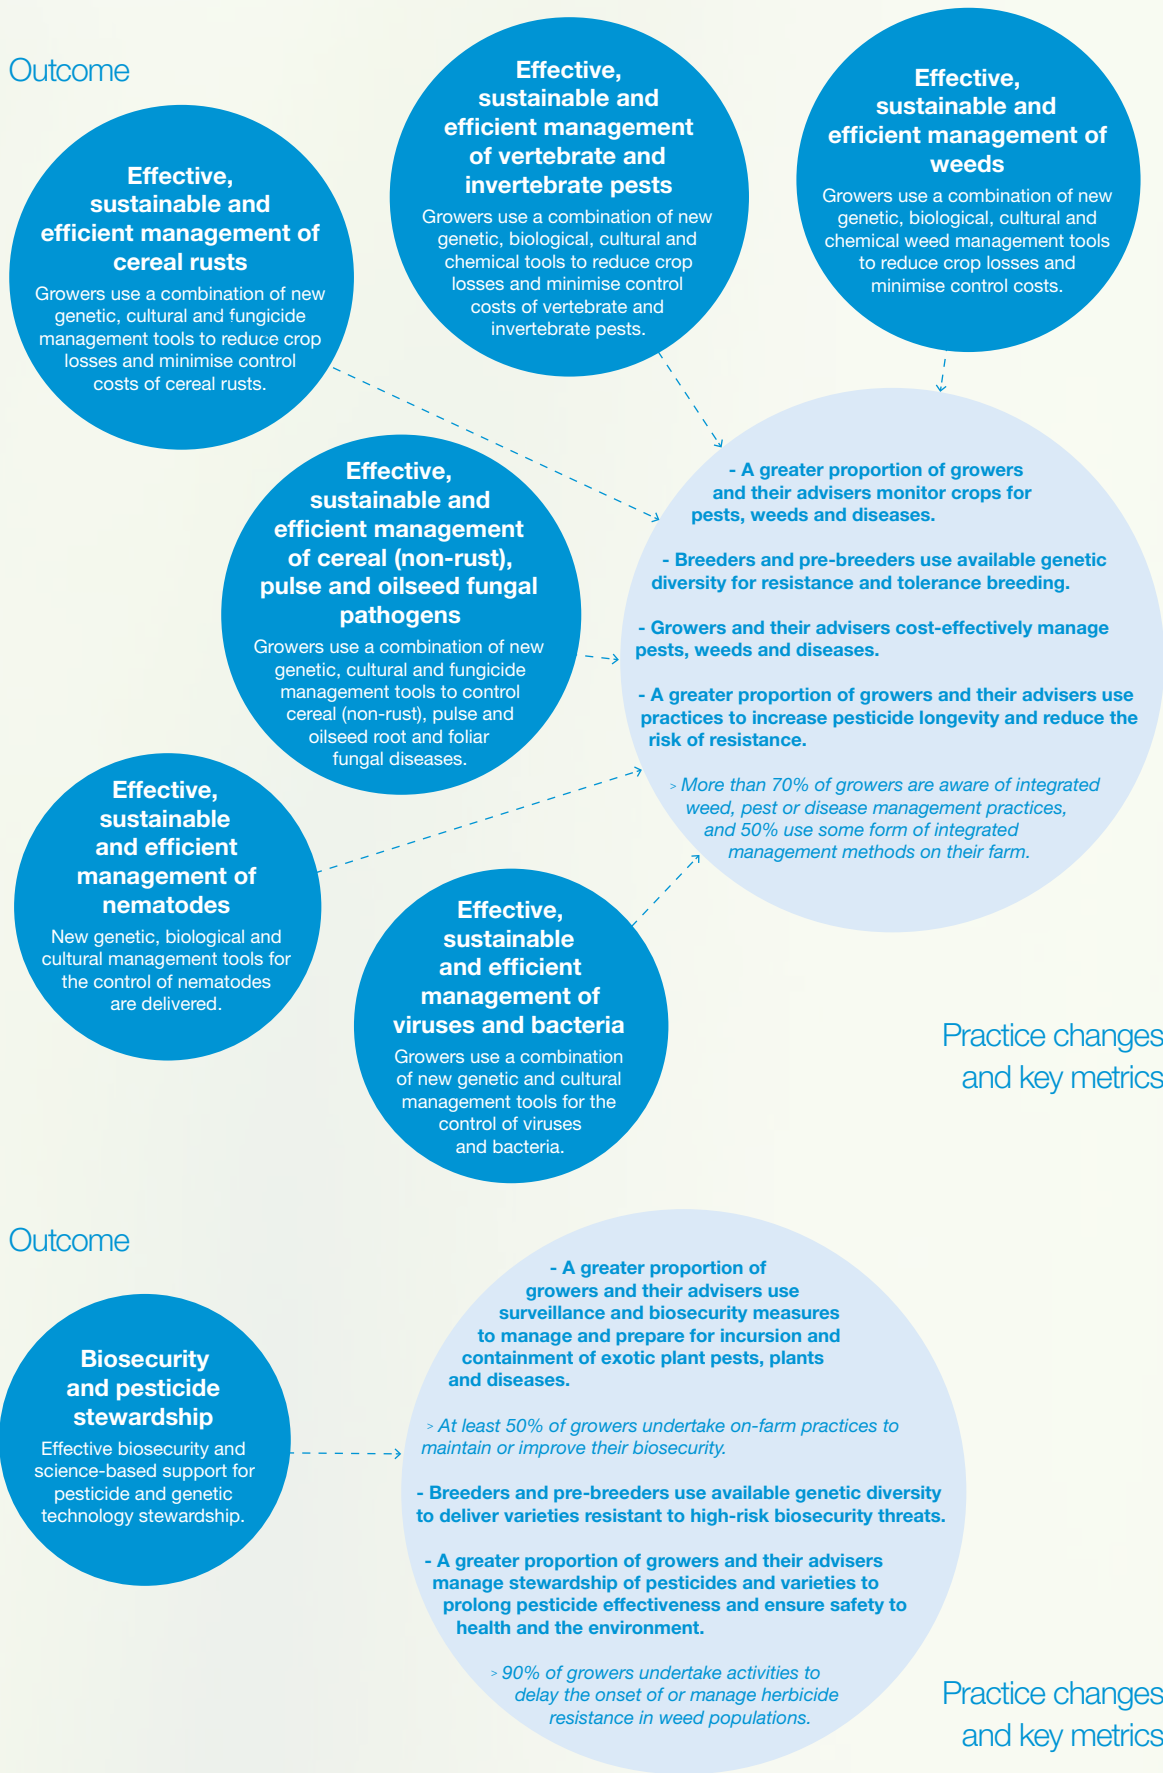 Outcome
Effective,
sustainable and
efficient management of
cereal rusts
Growers use a combination of new
genetic, cultural and fungicide
management tools to reduce crop
losses and minimise control
costs of cereal rusts.
Effective,
sustainable and
efficient management
of vertebrate and
invertebrate pests
Growers use a combination of new
genetic, biological, cultural and
chemical tools to reduce crop
losses and minimise control
costs of vertebrate and
invertebrate pests.
Effective,
sustainable and
efficient management of
weeds
Growers use a combination of new
genetic, biological, cultural and
chemical weed management tools
to reduce crop losses and
minimise control costs.
Effective,
sustainable and
efficient management
of cereal (non-rust),
pulse and oilseed fungal
pathogens
Growers use a combination of new
genetic, cultural and fungicide
management tools to control
cereal (non-rust), pulse and
oilseed root and foliar
fungal diseases.
Effective,
sustainable
and efficient
management of
nematodes
New genetic, biological and
cultural management tools for
the control of nematodes
are delivered.
Effective,
sustainable
and efficient
management of
viruses and bacteria
Growers use a combination
of new genetic and cultural
management tools for the
control of viruses
and bacteria.
- A greater proportion of growers
and their advisers monitor crops for
pests, weeds and diseases.
- Breeders and pre-breeders use available genetic
diversity for resistance and tolerance breeding.
- Growers and their advisers cost-effectively manage
pests, weeds and diseases.
- A greater proportion of growers and their advisers use
practices to increase pesticide longevity and reduce the
risk of resistance.
> More than 70% of growers are aware of integrated
weed, pest or disease management practices,
and 50% use some form of integrated
management methods on their farm.
Practice changes
and key metrics
Outcome
Biosecurity
and pesticide
stewardship
Effective biosecurity and
science-based support for
pesticide and genetic
technology stewardship.
- A greater proportion of
growers and their advisers use
surveillance and biosecurity measures
to manage and prepare for incursion and
containment of exotic plant pests, plants
and diseases.
> At least 50% of growers undertake on-farm practices to
maintain or improve their biosecurity.
- Breeders and pre-breeders use available genetic diversity
to deliver varieties resistant to high-risk biosecurity threats.
- A greater proportion of growers and their advisers
manage stewardship of pesticides and varieties to
prolong pesticide effectiveness and ensure safety to
health and the environment.
> 90% of growers undertake activities to
delay the onset of or manage herbicide
resistance in weed populations.
Practice changes
and key metrics